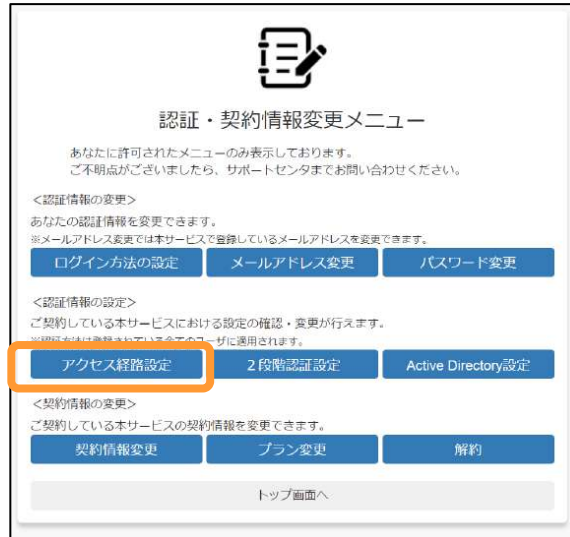 認証・契約情報変更メニュー
あなたに許可されたメニューのみ表示しております。
ご不明点がございましたら、サポートセンタまでお問い合わせください。
<認証情報の変更>
あなたの認証情報を変更できます。
※メールアドレス変更では本サービスで登録しているメールアドレスを変更できます。
ログイン方法の設定 メールアドレス変更 パスワード変更
<認証情報の設定>
ご契約している本サービスにおける設定の確認・変更が行えます。
※認証方法は登録されている全てのユーザに適用されます。
アクセス経路設定 2段階認証設定 Active Directory設定
<契約情報の変更>
ご契約している本サービスの契約情報を変更できます。
契約情報変更 プラン変更 解約
トップ画面へ